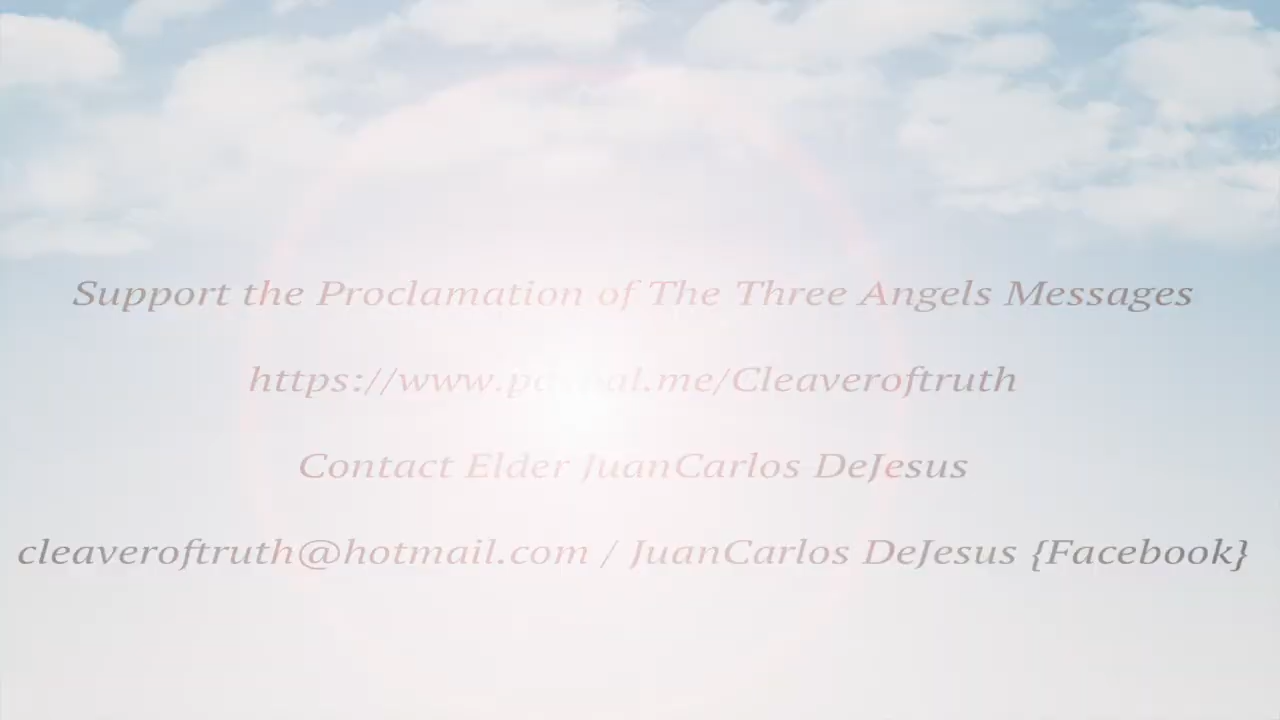 Support the Proclamation of The Three Angels Messages
https://www.paypal.me/Cleaveroftruth
Contact Elder JuanCarlos DeJesus
cleaveroftruth@hotmail.com / JuanCarlos DeJesus {Facebook}